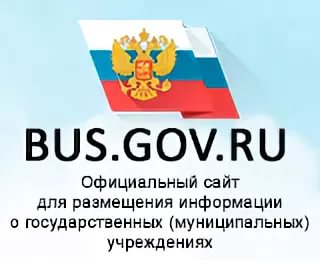 BUS.GOV.RU
Официальный сайт
для размещения информации
о государственных (муниципальных)
учреждениях